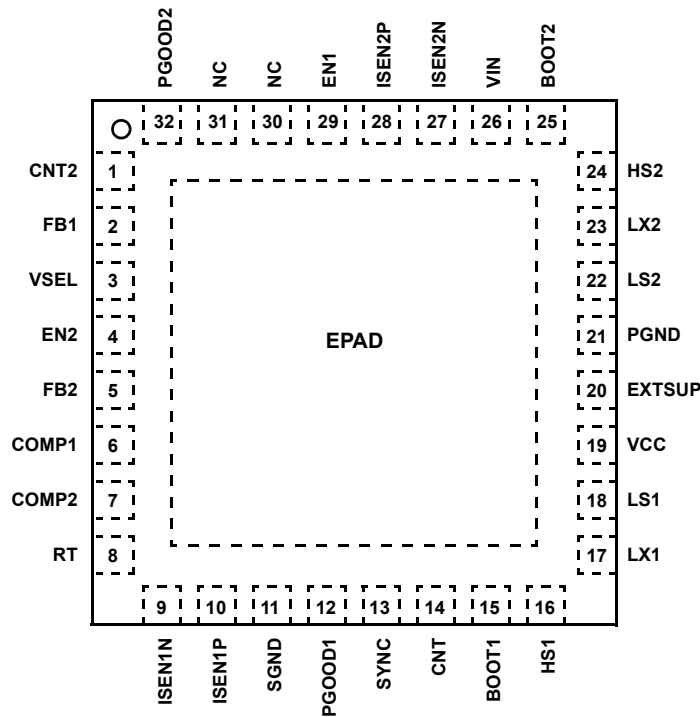 PGOOD2
NC
NC
EN1
ISEN2P
ISEN2N
VIN
BOOT2
32
31
30
29
28
27
26
25
CNT2
1
FB1
2
VSEL
3
EN2
4
FB2
5
COMP1
6
COMP2
7
RT
8
EPAD
24
HS2
23
LX2
22
LS2
21
PGND
20
EXTSUP
19
VCC
18
LS1
17
LX1
9
10
11
12
13
14
15
16
ISEN1N
ISEN1P
SGND
PGOOD1
SYNC
CNT
BOOT1
HS1